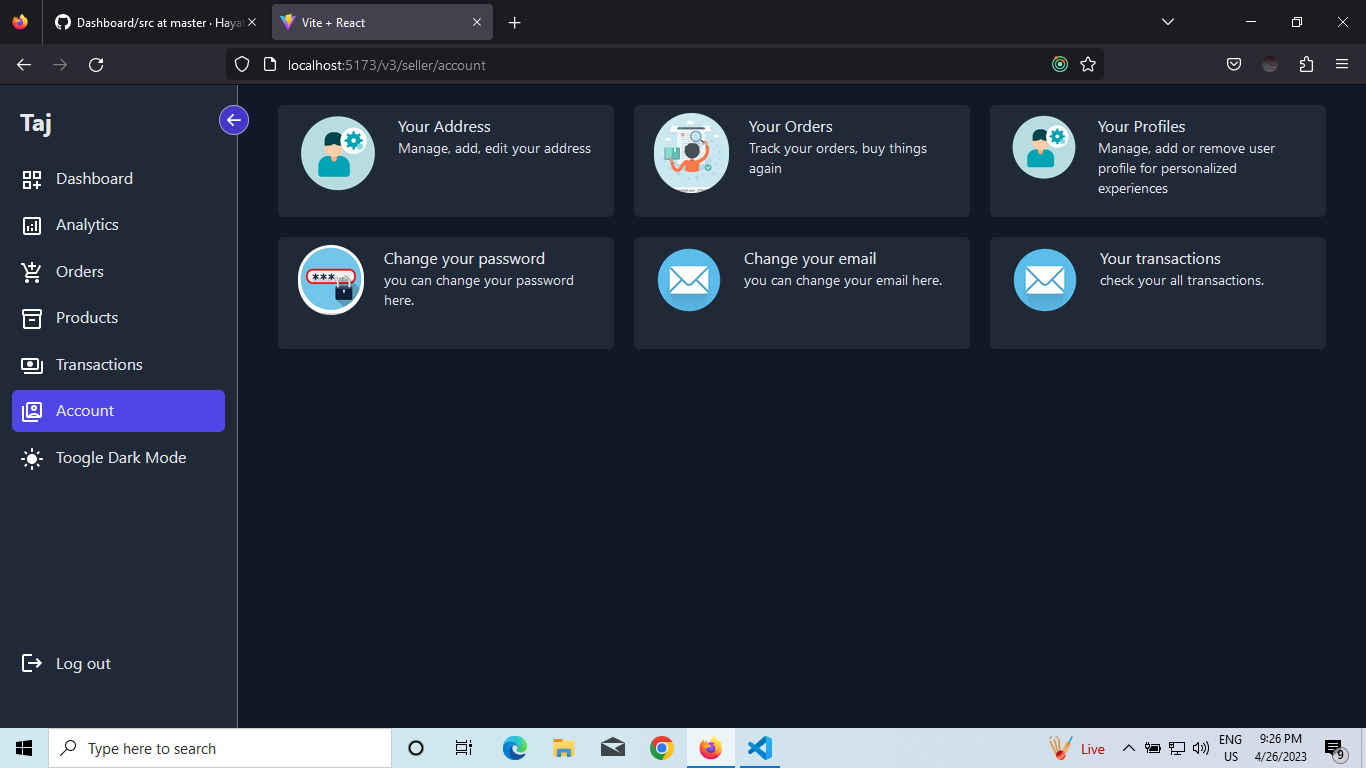 Dashboard/src at master · Haya
Vite + React
localhost:5173/v3/seller/account
Taj
Dashboard
Analytics
Orders
Products
Transactions
Account
Toogle Dark Mode
Log out
Your Address
Manage, add, edit your address
Your Orders
Track your orders, buy things
again
Your Profiles
Manage, add or remove user
profile for personalized
experiences
***
Change your password
you can change your password
here.
Change your email
you can change your email here.
Your transactions
check your all transactions.
Type here to search
Live
ENG
US
9:26 PM
4/26/2023
9